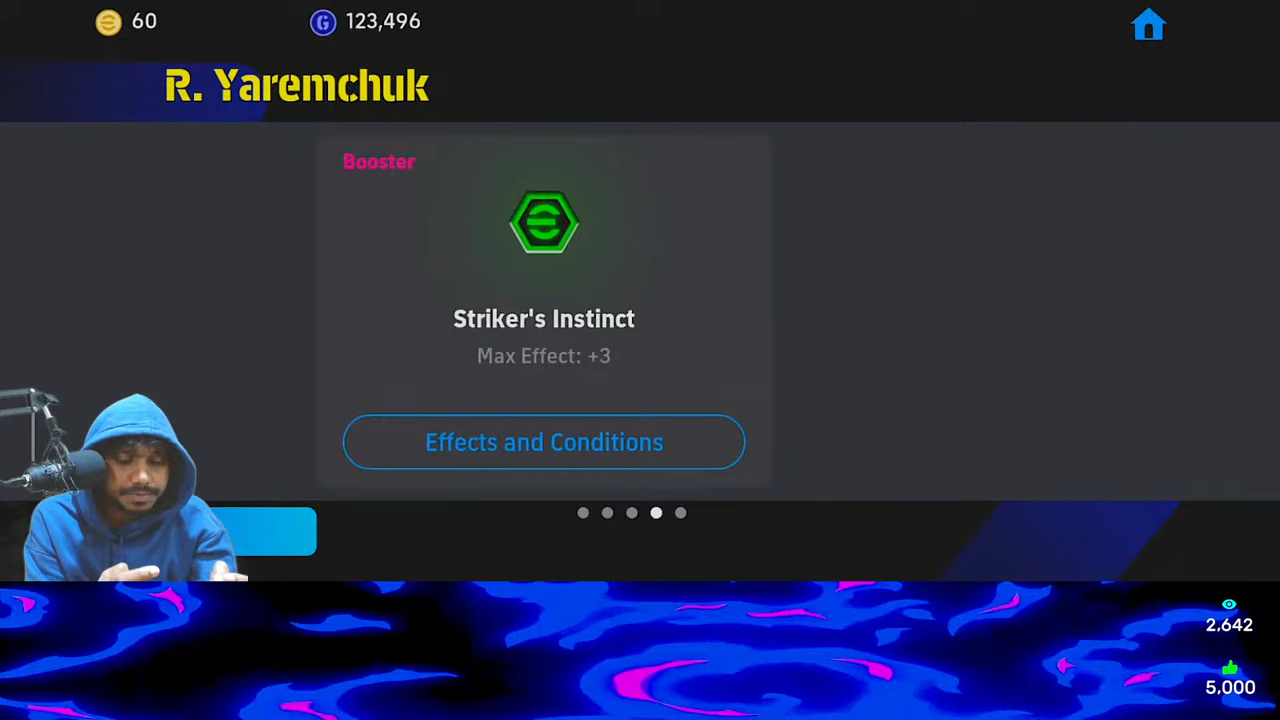 60
123,496
R. Yaremchuk
Booster
Striker's Instinct
Max Effect: +3
Effects and Conditions
2,642
5,000